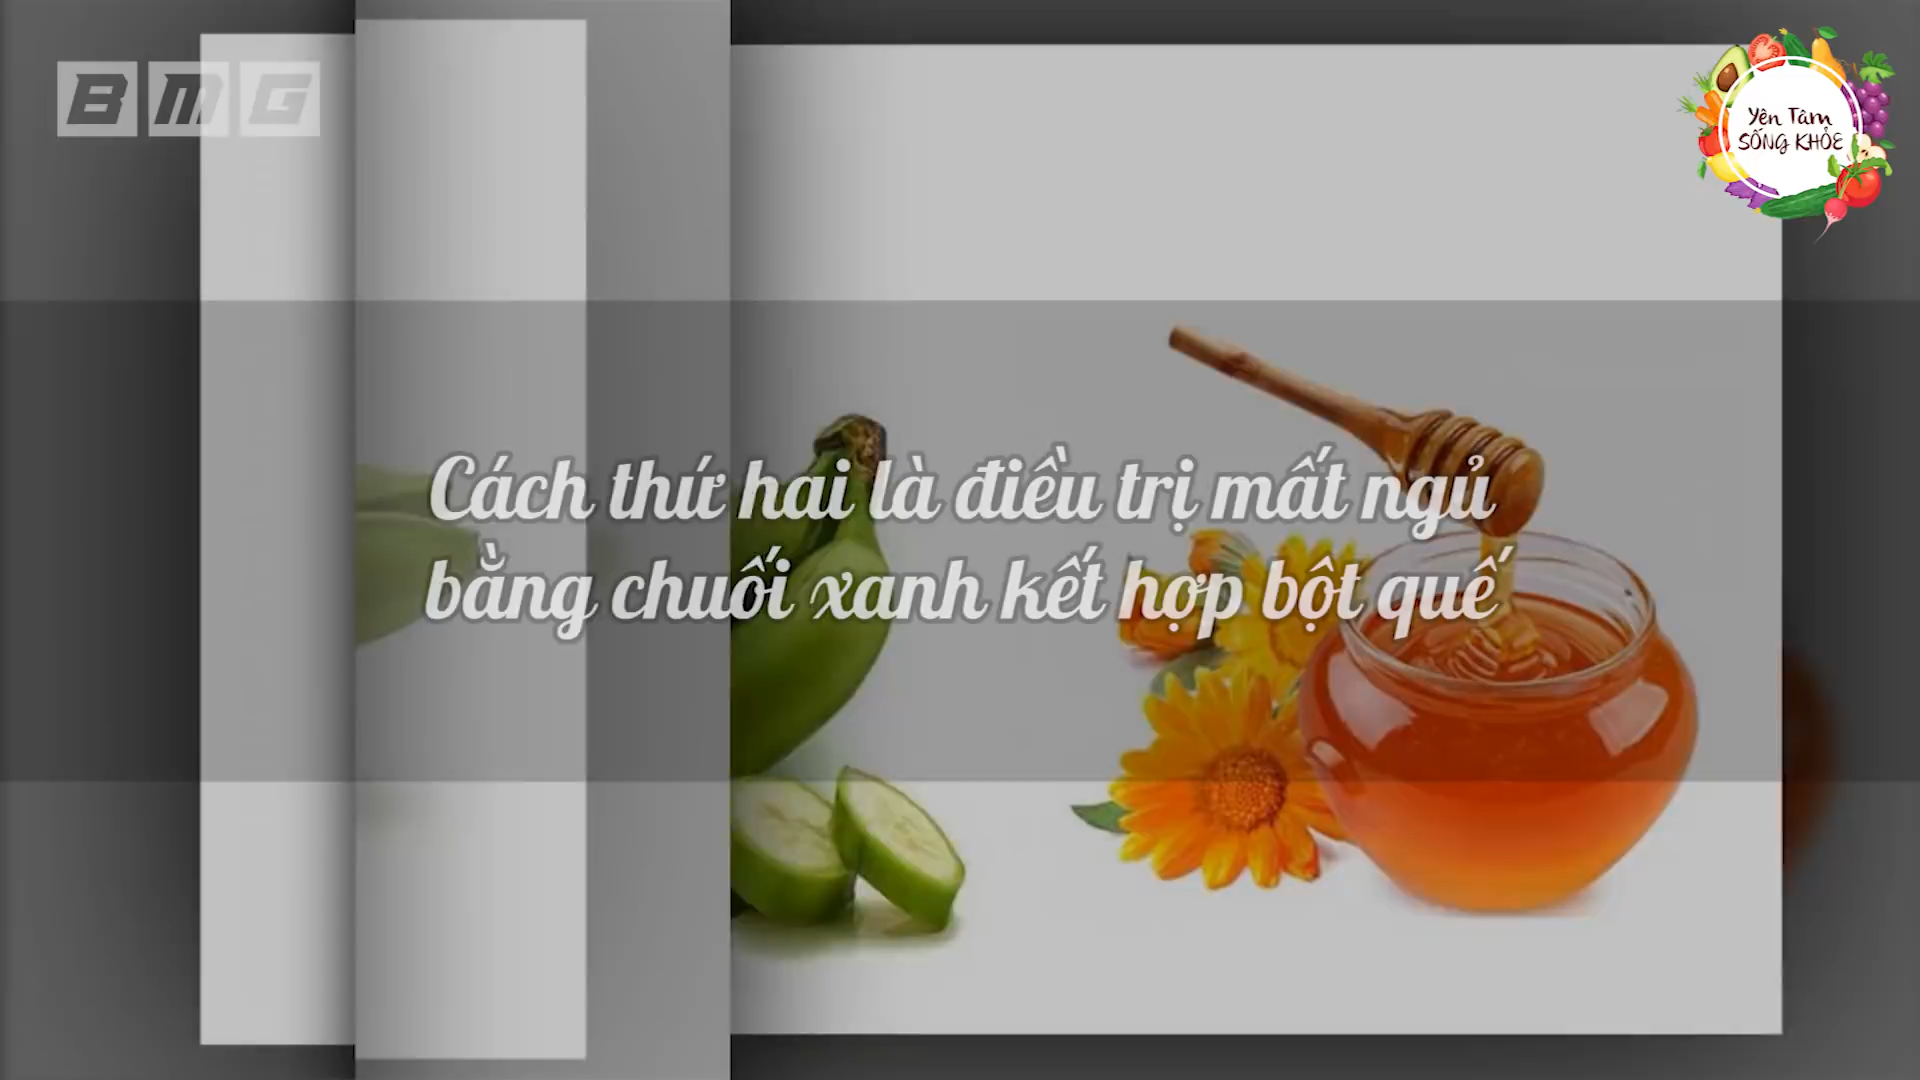 BMG
Yên Tâm
SỐNG KHỎE
Cách thứ hai là điều trị mất ngủ
bằng chuối xanh kết hợp bột quế